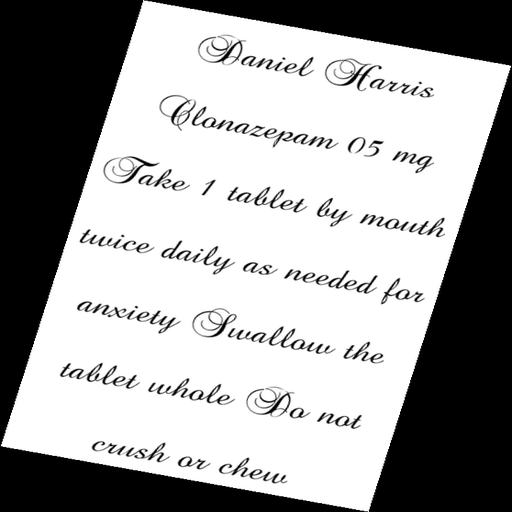 Daniel Harris
Clonazepam 05 mg
Take 1 tablet by mouth
twice daily as needed for
anxiety Swallow the
tablet whole Do not
crush or chew